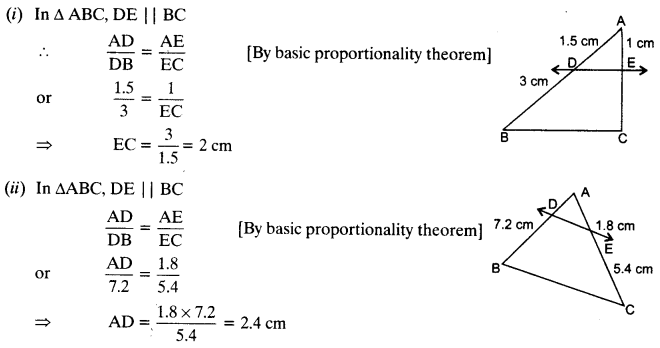 (i) In Δ ABC, DE || BC
∴ AD/DB = AE/EC [By basic proportionality theorem]
or 1.5/3 = 1/EC
⇒ EC = 3/1.5 = 2 cm
A
1.5 cm 1 cm
D E
3 cm
B C
(ii) In ΔABC, DE || BC
AD/DB = AE/EC [By basic proportionality theorem]
or AD/7.2 = 1.8/5.4
⇒ AD = 1.8 × 7.2/5.4 = 2.4 cm
A
D
7.2 cm 1.8 cm
E
B 5.4 cm
C